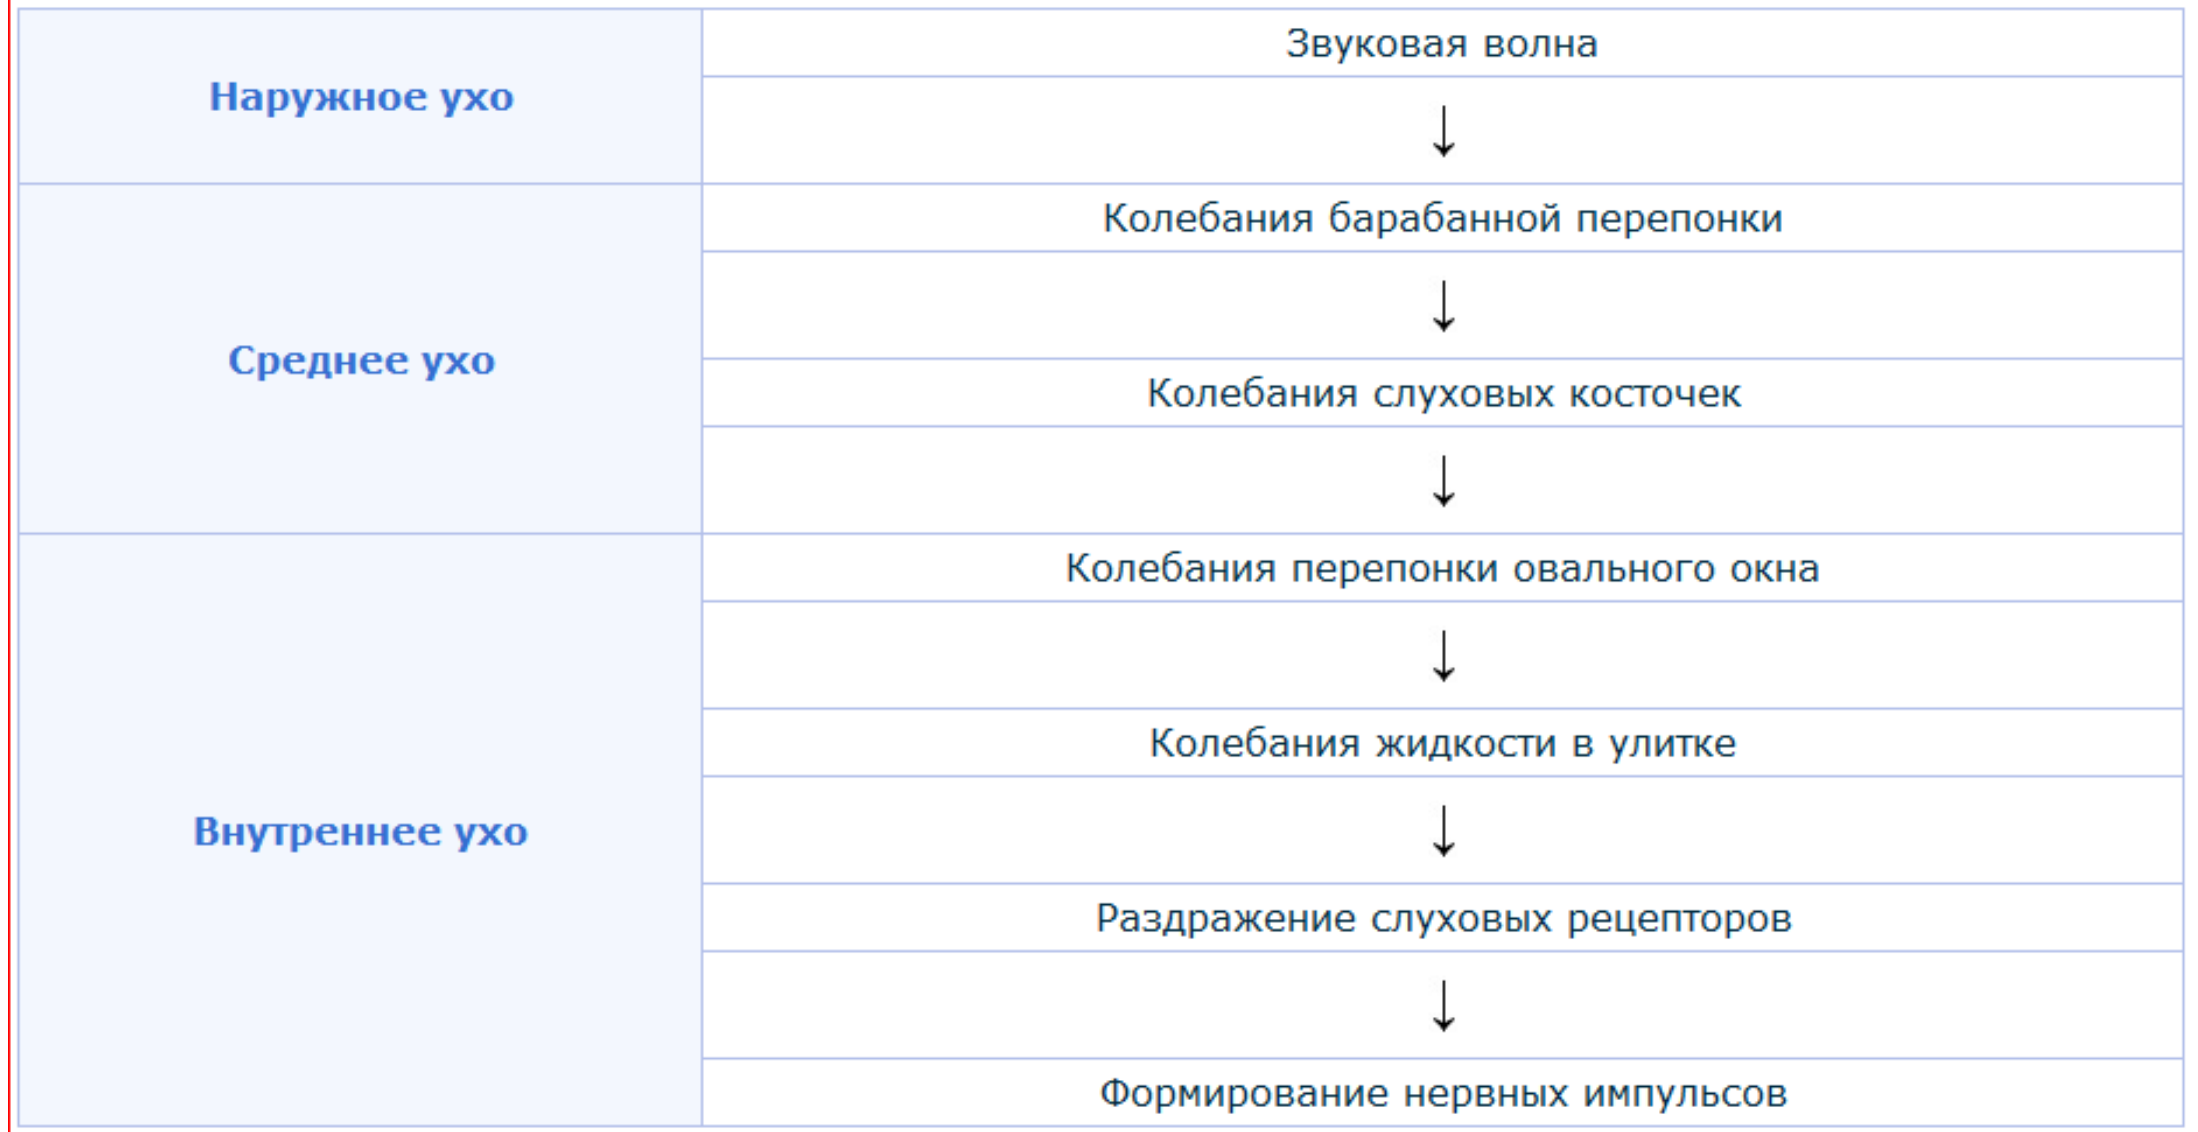 Наружное ухо
Звуковая волна
↓
Среднее ухо
Колебания барабанной перепонки
↓
Колебания слуховых косточек
↓
Внутреннее ухо
Колебания перепонки овального окна
↓
Колебания жидкости в улитке
↓
Раздражение слуховых рецепторов
↓
Формирование нервных импульсов